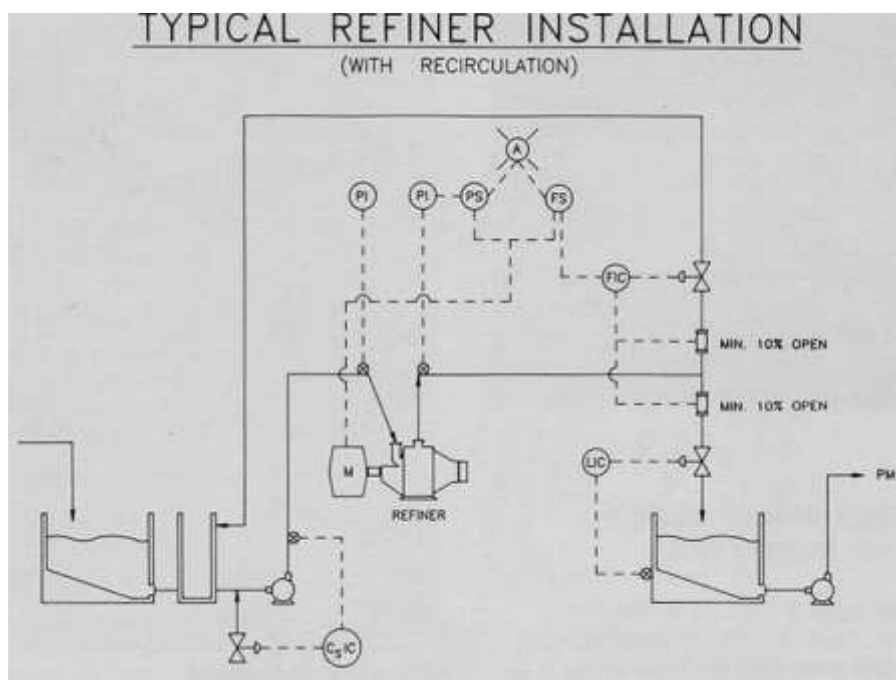 TYPICAL REFINER INSTALLATION
(WITH RECIRCULATION)
A
PI
PI
PS
FS
FIC
MIN. 10% OPEN
MIN. 10% OPEN
LIC
M
REFINER
PM
CsIC